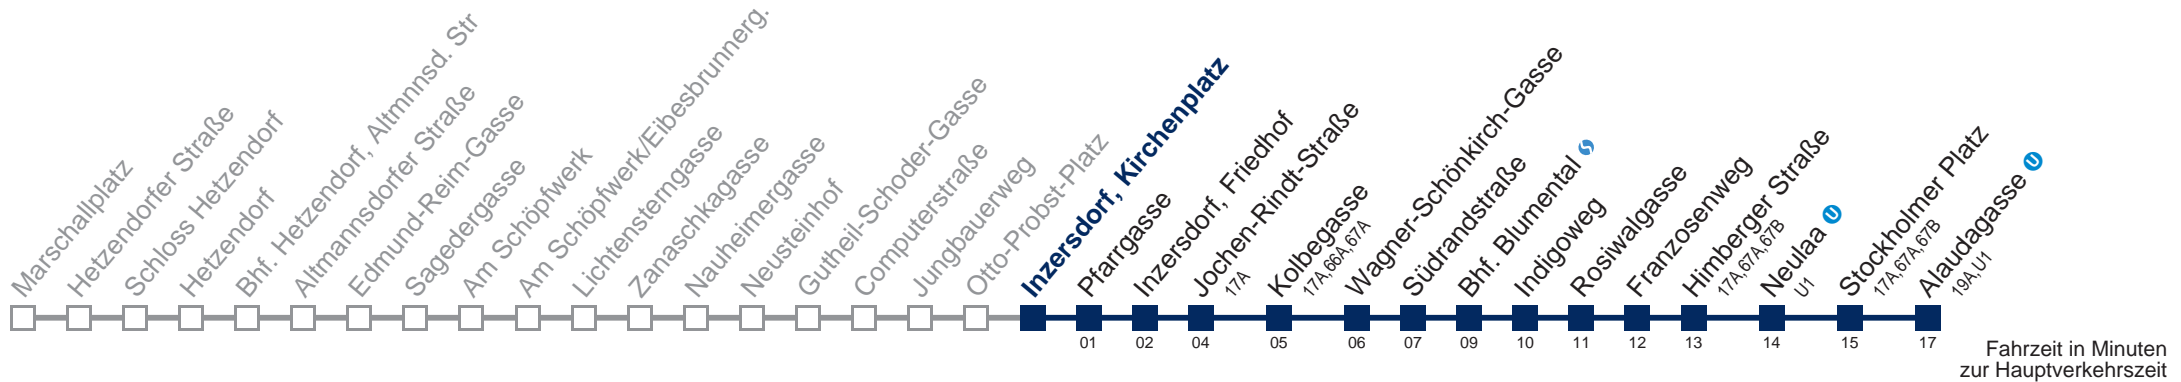 Marschallplatz
Hetzendorfer Straße
Schloss Hetzendorf
Hetzendorf
Bhf. Hetzendorf, Altmnnsd. Str
Altmannsdorfer Straße
Edmund-Reim-Gasse
Sagedergasse
Am Schöpfwerk
Am Schöpfwerk/Eibesbrunnerg.
Lichtensterngasse
Zanaschkagasse
Nauheimergasse
Neusteinhof
Gutheil-Schoder-Gasse
Computerstraße
Jungbauerweg
Otto-Probst-Platz
Inzersdorf, Kirchenplatz
Pfarrgasse
01
Inzersdorf, Friedhof
02
Jochen-Rindt-Straße
17A
04
Kolbegasse
17A,66A,67A
05
Wagner-Schönkirch-Gasse
06
Südrandstraße
07
Bhf. Blumental S
09
Indigoweg
10
Rosiwalgasse
11
Franzosenweg
12
Himberger Straße
17A,67A,67B
13
Neulaa U
U1
14
Stockholmer Platz
17A,67A,67B
15
Alaudagasse U
19A,U1
17
Fahrzeit in Minuten
zur Hauptverkehrszeit